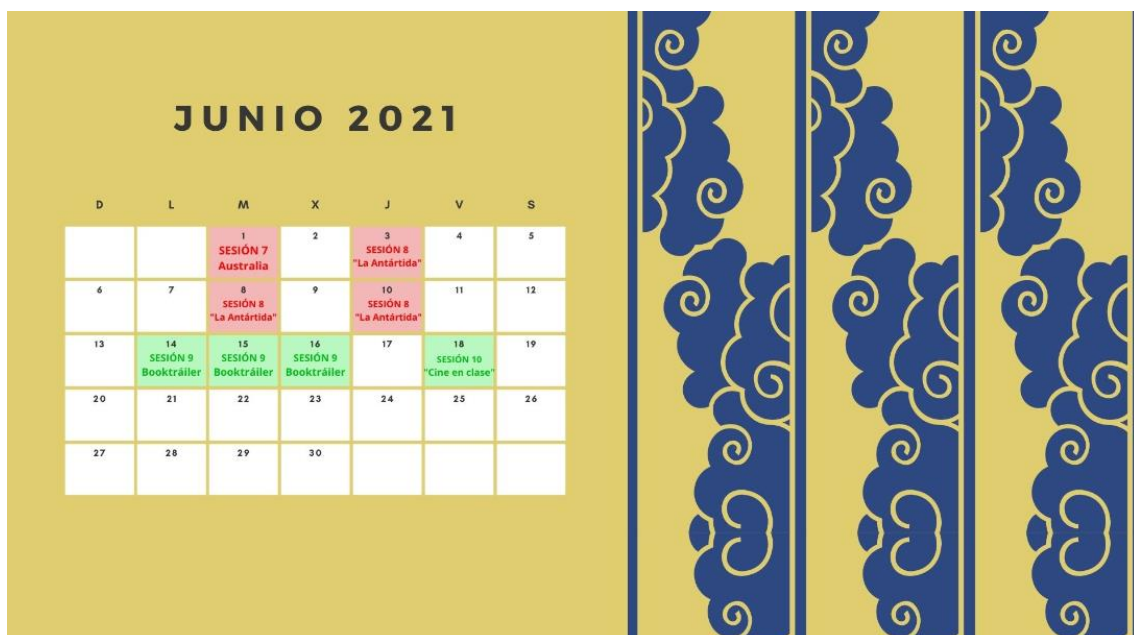 JUNIO 2021
D L M X J V S
1 2 3 4 5
SESIÓN 7 SESIÓN 8
Australia "La Antártida"
6 7 8 9 10 11 12
SESIÓN 8 SESIÓN 8
"La Antártida" "La Antártida"
13 14 15 16 17 18 19
SESIÓN 9 SESIÓN 9 SESIÓN 9 SESIÓN 10
Booktráiler Booktráiler Booktráiler "Cine en clase"
20 21 22 23 24 25 26
27 28 29 30